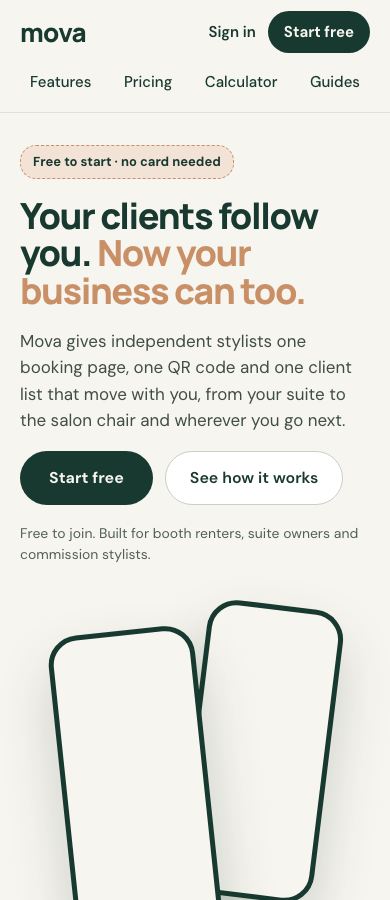 mova
Sign in
Start free
Features
Pricing
Calculator
Guides
Free to start · no card needed
Your clients follow
you. Now your
business can too.
Mova gives independent stylists one
booking page, one QR code and one client
list that move with you, from your suite to
the salon chair and wherever you go next.
Start free
See how it works
Free to join. Built for booth renters, suite owners and
commission stylists.